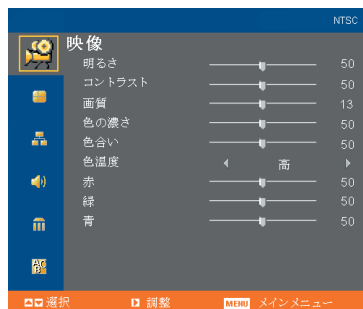 NTSC
映像
明るさ 50
コントラスト 50
画質 13
色の濃さ 50
色合い 50
色温度 高
赤 50
緑 50
青 50
選択 調整 MENU メインメニュー